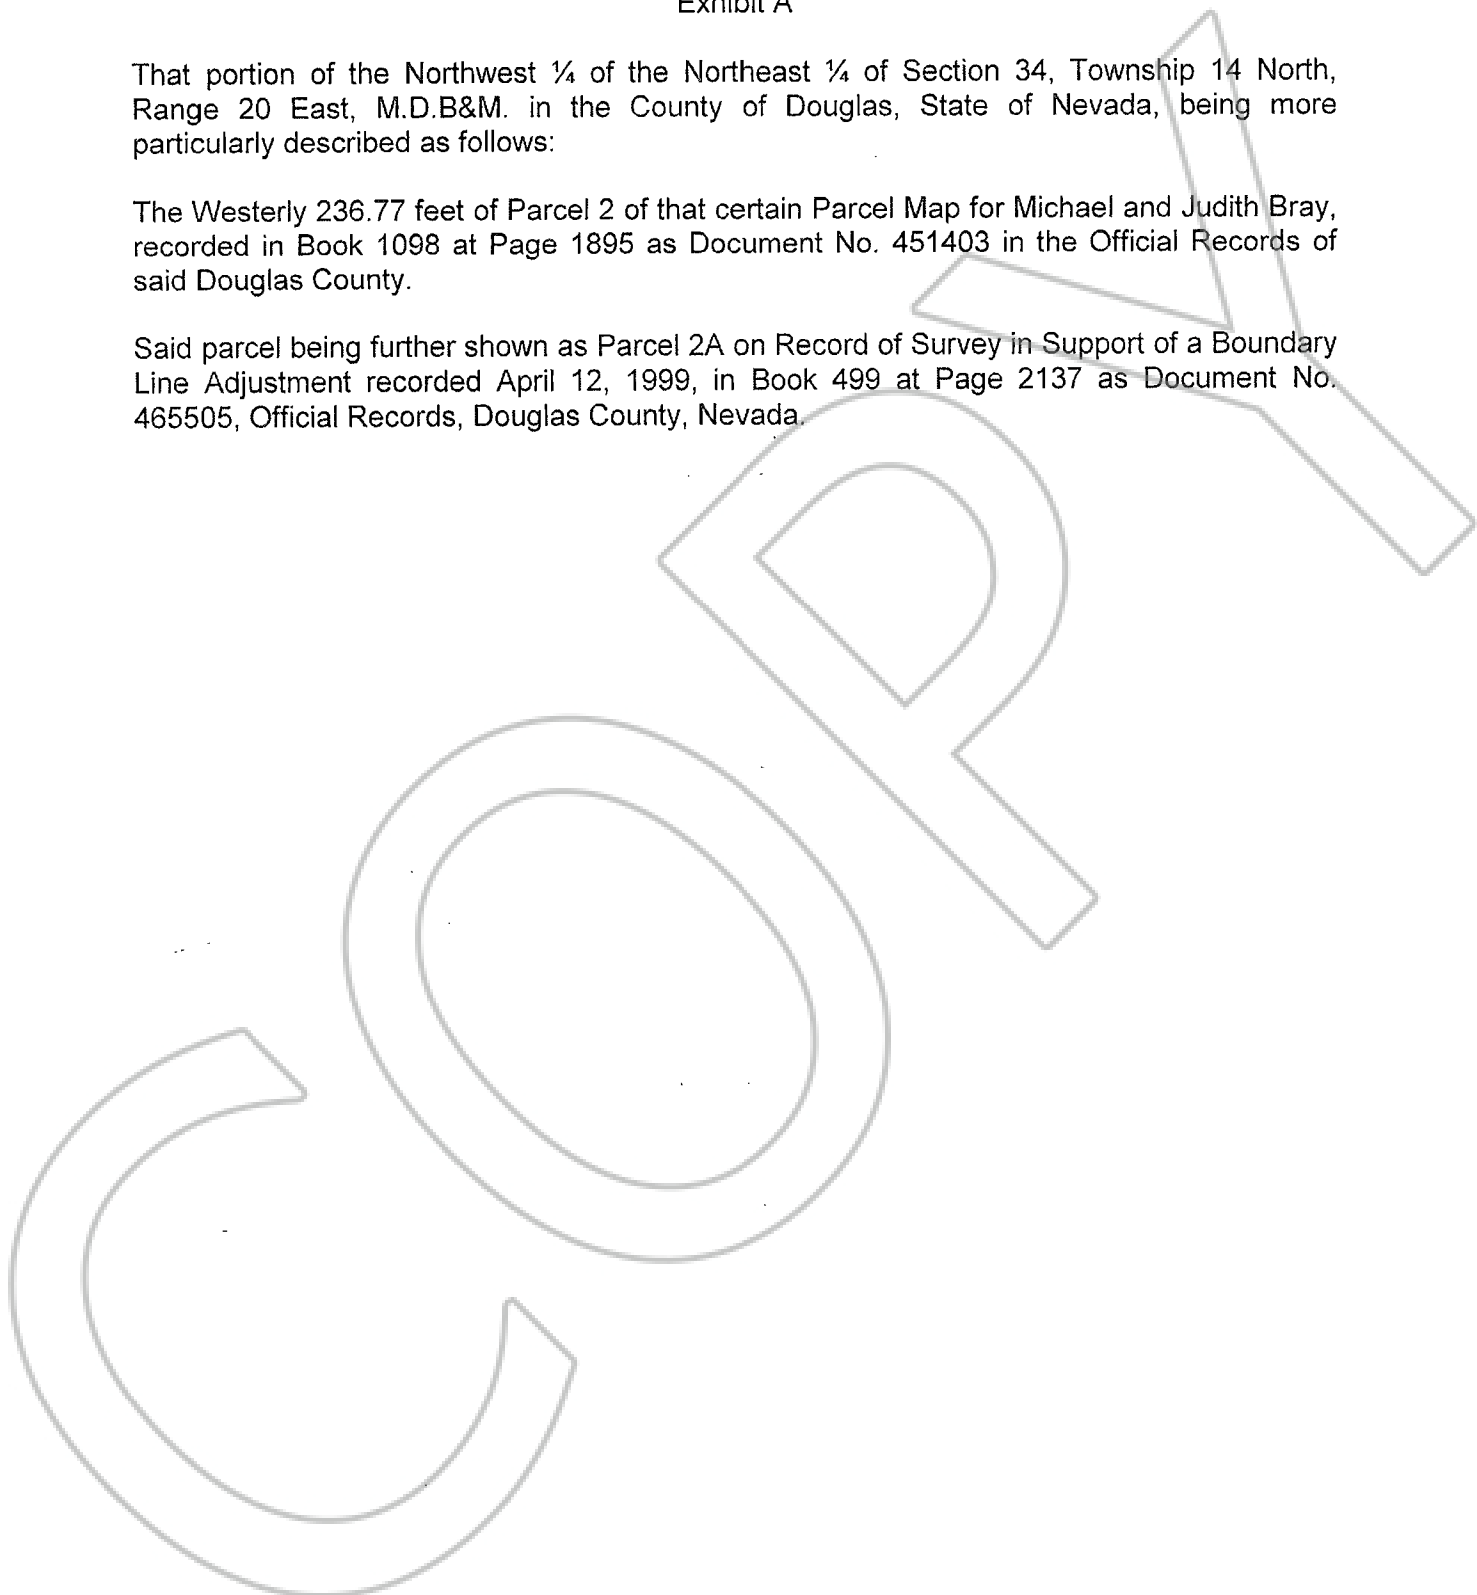 Exhibit A
That portion of the Northwest ¼ of the Northeast ¼ of Section 34, Township 14 North,
Range 20 East, M.D.B&M. in the County of Douglas, State of Nevada, being more
particularly described as follows:
The Westerly 236.77 feet of Parcel 2 of that certain Parcel Map for Michael and Judith Bray,
recorded in Book 1098 at Page 1895 as Document No. 451403 in the Official Records of
said Douglas County.
Said parcel being further shown as Parcel 2A on Record of Survey in Support of a Boundary
Line Adjustment recorded April 12, 1999, in Book 499 at Page 2137 as Document No.
465505, Official Records, Douglas County, Nevada.
COPY